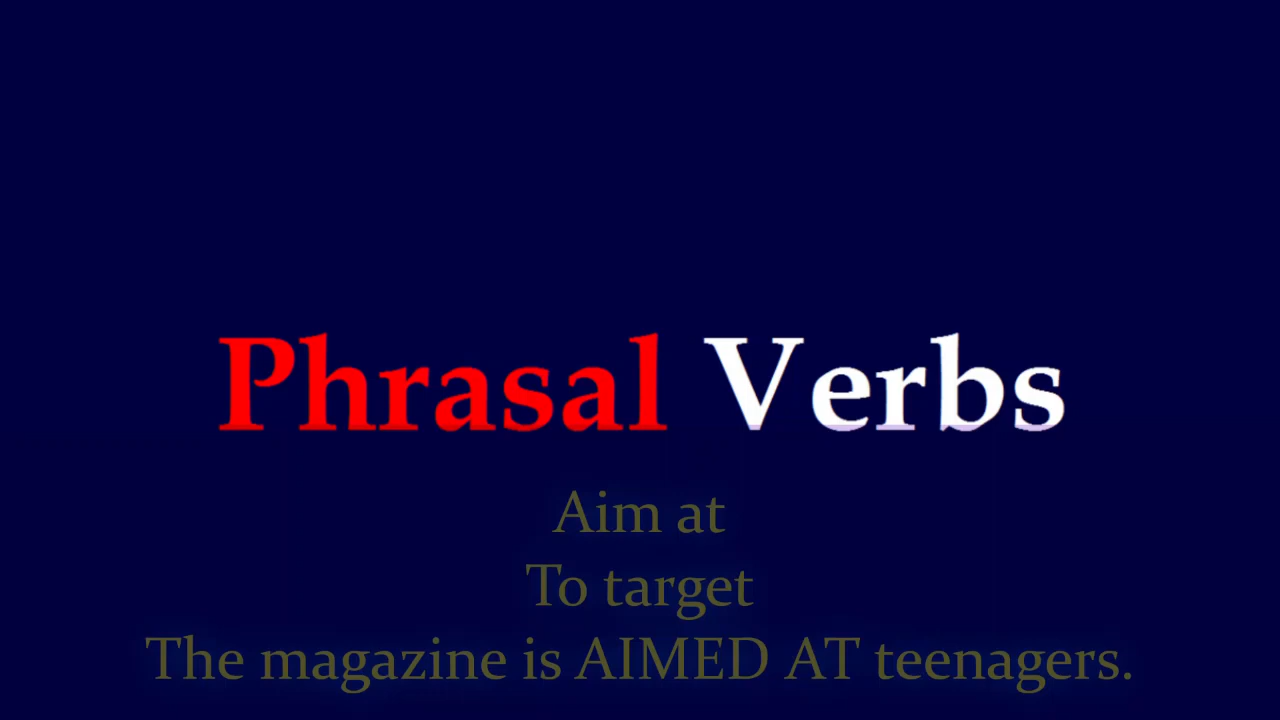 Phrasal Verbs
Aim at
To target
The magazine is AIMED AT teenagers.